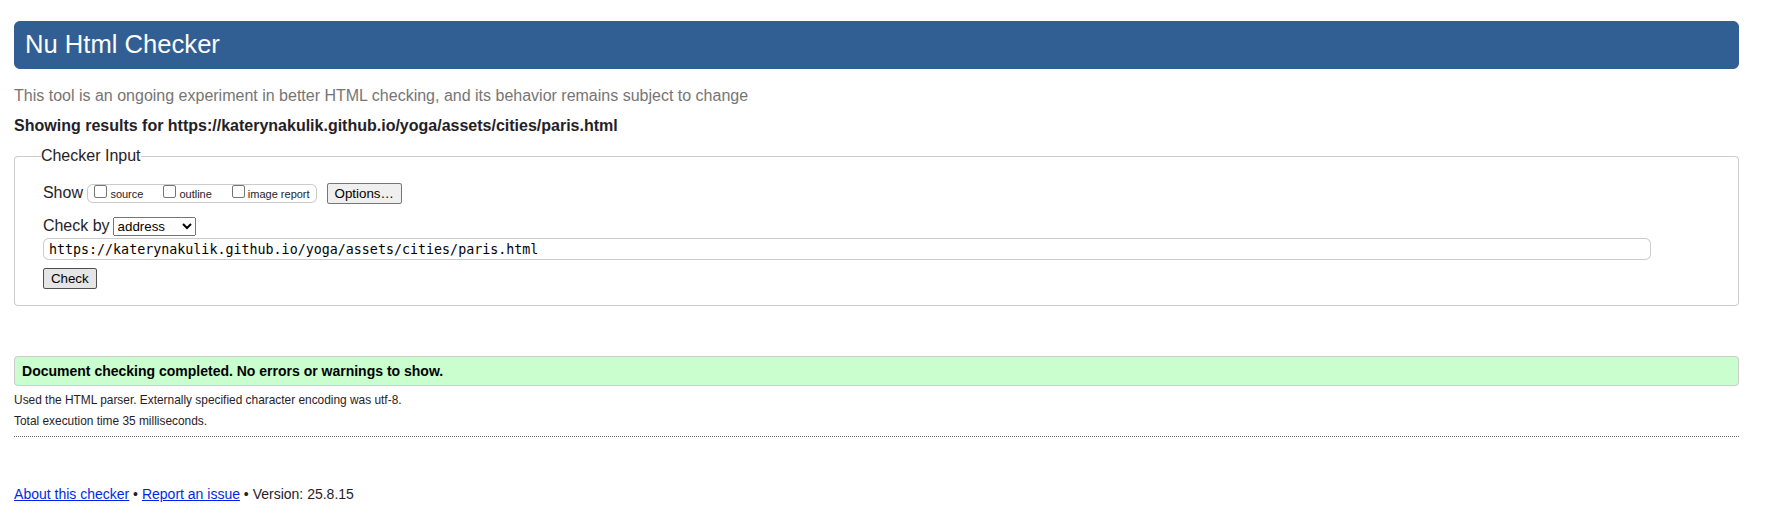 Nu Html Checker
This tool is an ongoing experiment in better HTML checking, and its behavior remains subject to change
Showing results for https://katerynakulik.github.io/yoga/assets/cities/paris.html
Checker Input
Show source outline image report Options...
Check by address
https://katerynakulik.github.io/yoga/assets/cities/paris.html
Check
Document checking completed. No errors or warnings to show.
Used the HTML parser. Externally specified character encoding was utf-8.
Total execution time 35 milliseconds.
About this checker • Report an issue • Version: 25.8.15